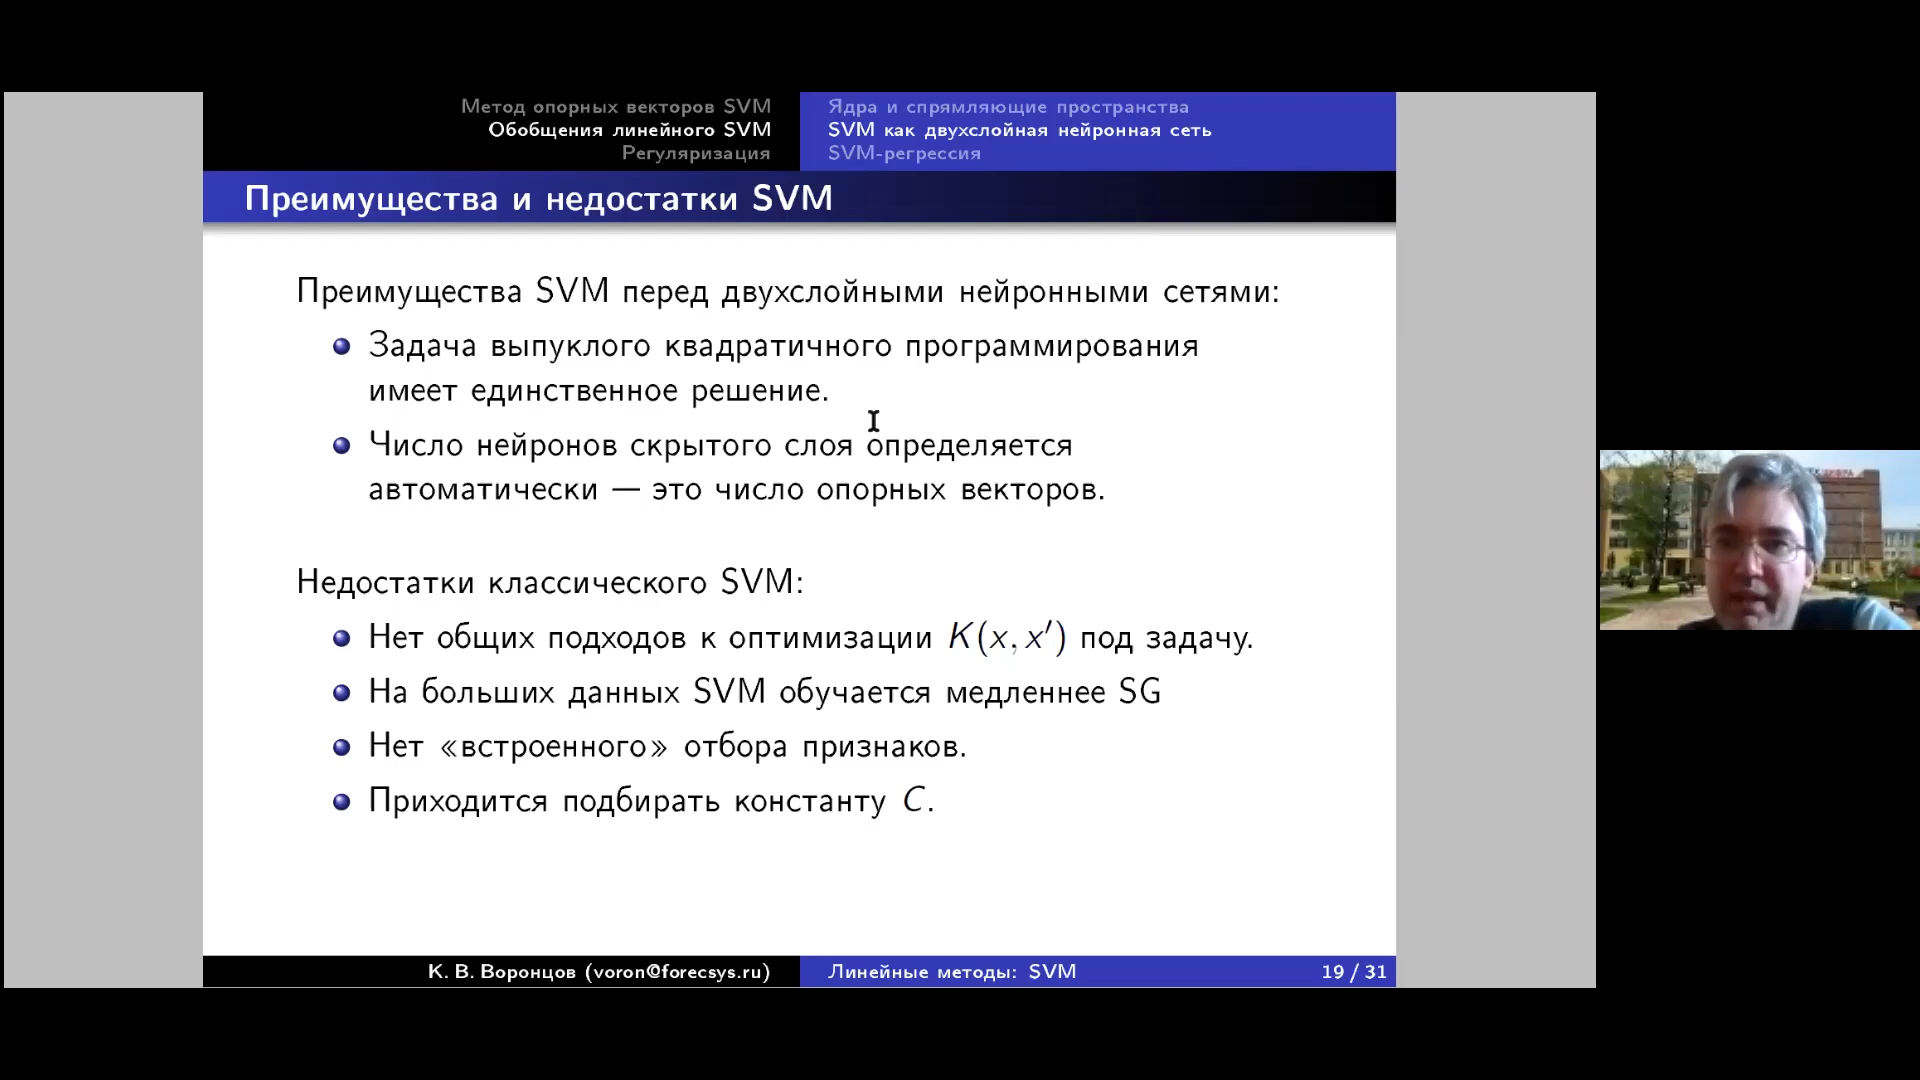 Метод опорных векторов SVM
Обобщения линейного SVM
Регуляризация
Ядра и спрямляющие пространства
SVM как двухслойная нейронная сеть
SVM-регрессия
Преимущества и недостатки SVM
Преимущества SVM перед двухслойными нейронными сетями:
Задача выпуклого квадратичного программирования
имеет единственное решение.
Число нейронов скрытого слоя определяется
автоматически — это число опорных векторов.
Недостатки классического SVM:
Нет общих подходов к оптимизации K(x, x′) под задачу.
На больших данных SVM обучается медленнее SG
Нет «встроенного» отбора признаков.
Приходится подбирать константу C.
К. В. Воронцов (voron@forecsys.ru)
Линейные методы: SVM
19 / 31